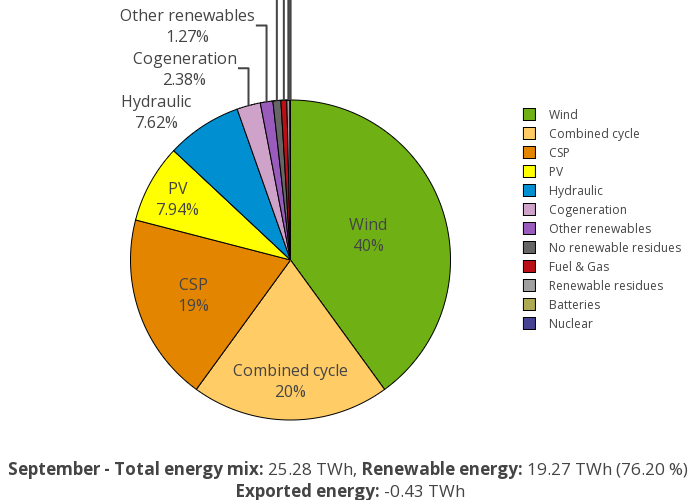 Other renewables
1.27%
Cogeneration
2.38%
Hydraulic
7.62%
PV
7.94%
Wind
40%
CSP
19%
Combined cycle
20%
Wind
Combined cycle
CSP
PV
Hydraulic
Cogeneration
Other renewables
No renewable residues
Fuel & Gas
Renewable residues
Batteries
Nuclear
September - Total energy mix: 25.28 TWh, Renewable energy: 19.27 TWh (76.20 %)
Exported energy: -0.43 TWh